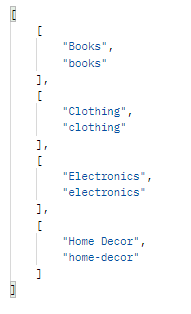 [
    [
        "Books",
        "books"
    ],
    [
        "Clothing",
        "clothing"
    ],
    [
        "Electronics",
        "electronics"
    ],
    [
        "Home Decor",
        "home-decor"
    ]
]